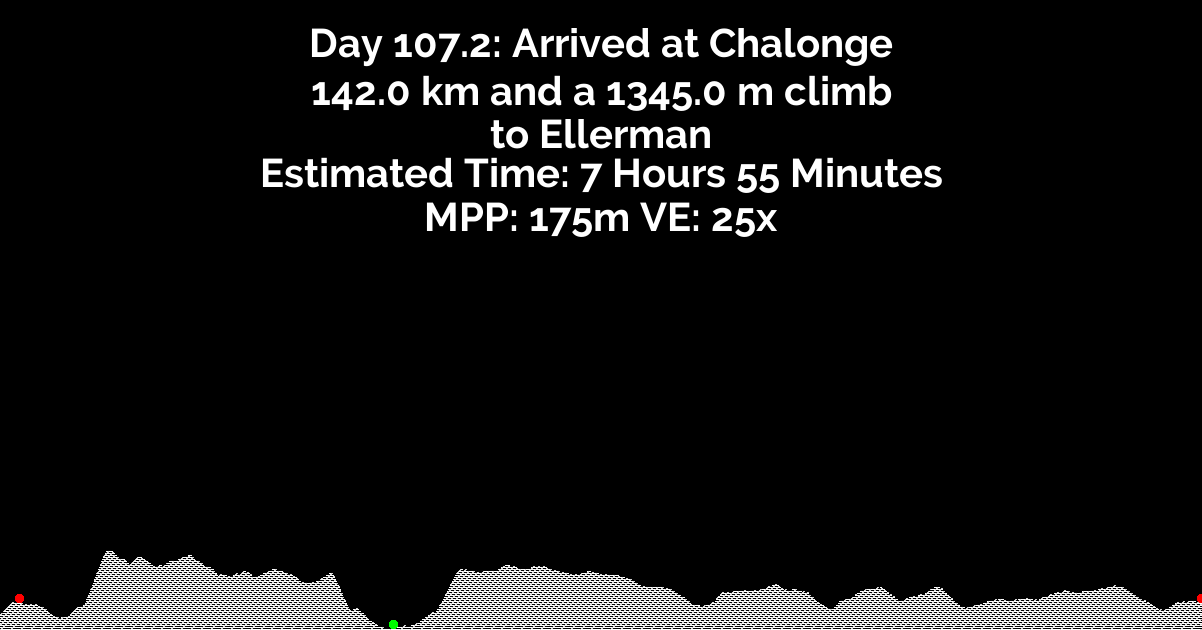 Day 107.2: Arrived at Chalonge
142.0 km and a 1345.0 m climb
to Ellerman
Estimated Time: 7 Hours 55 Minutes
MPP: 175m VE: 25x